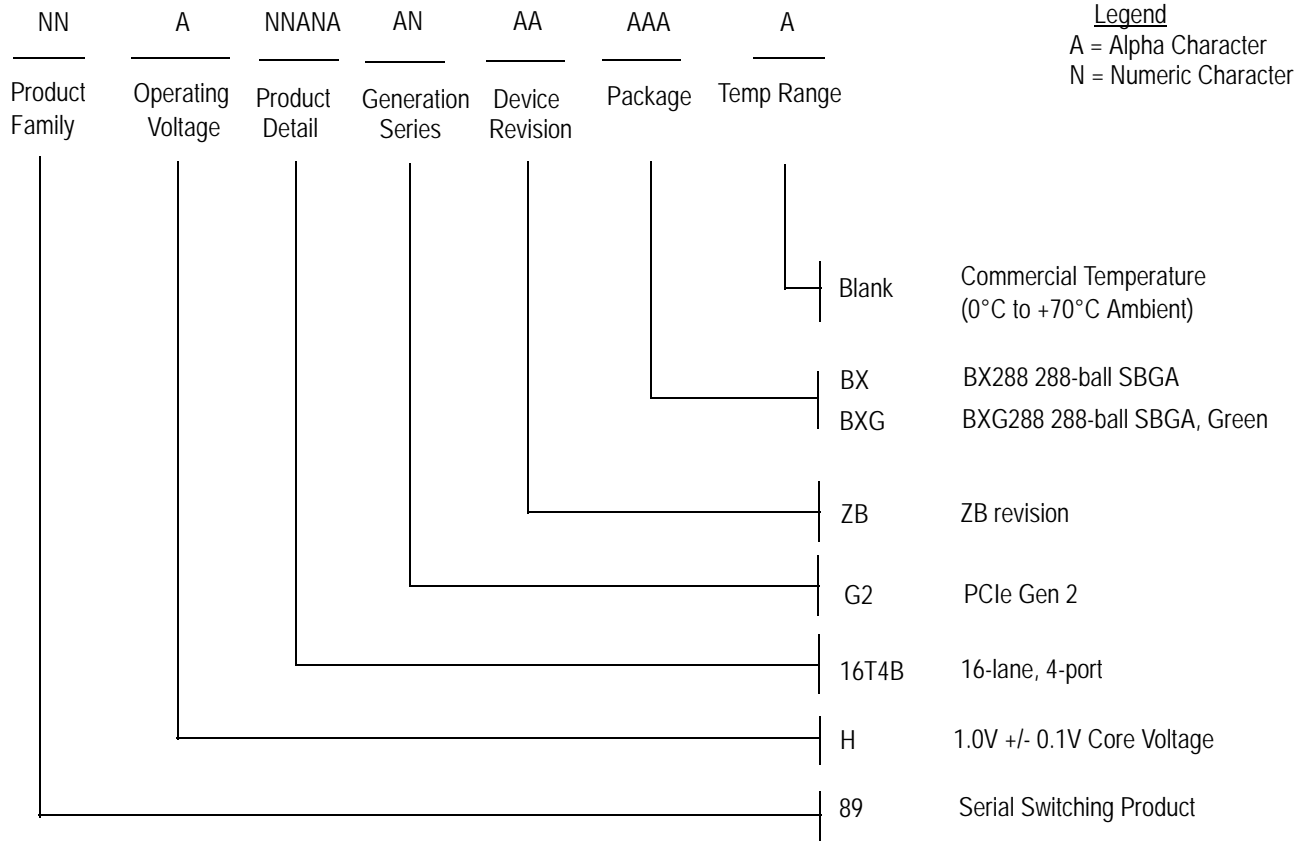 NN A NNANA AN AA AAA A
Legend
A = Alpha Character
N = Numeric Character
Product Family
Operating Voltage
Product Detail
Generation Series
Device Revision
Package
Temp Range
Blank Commercial Temperature
(0°C to +70°C Ambient)
BX BX288 288-ball SBGA
BXG BXG288 288-ball SBGA, Green
ZB ZB revision
G2 PCIe Gen 2
16T4B 16-lane, 4-port
H 1.0V +/- 0.1V Core Voltage
89 Serial Switching Product